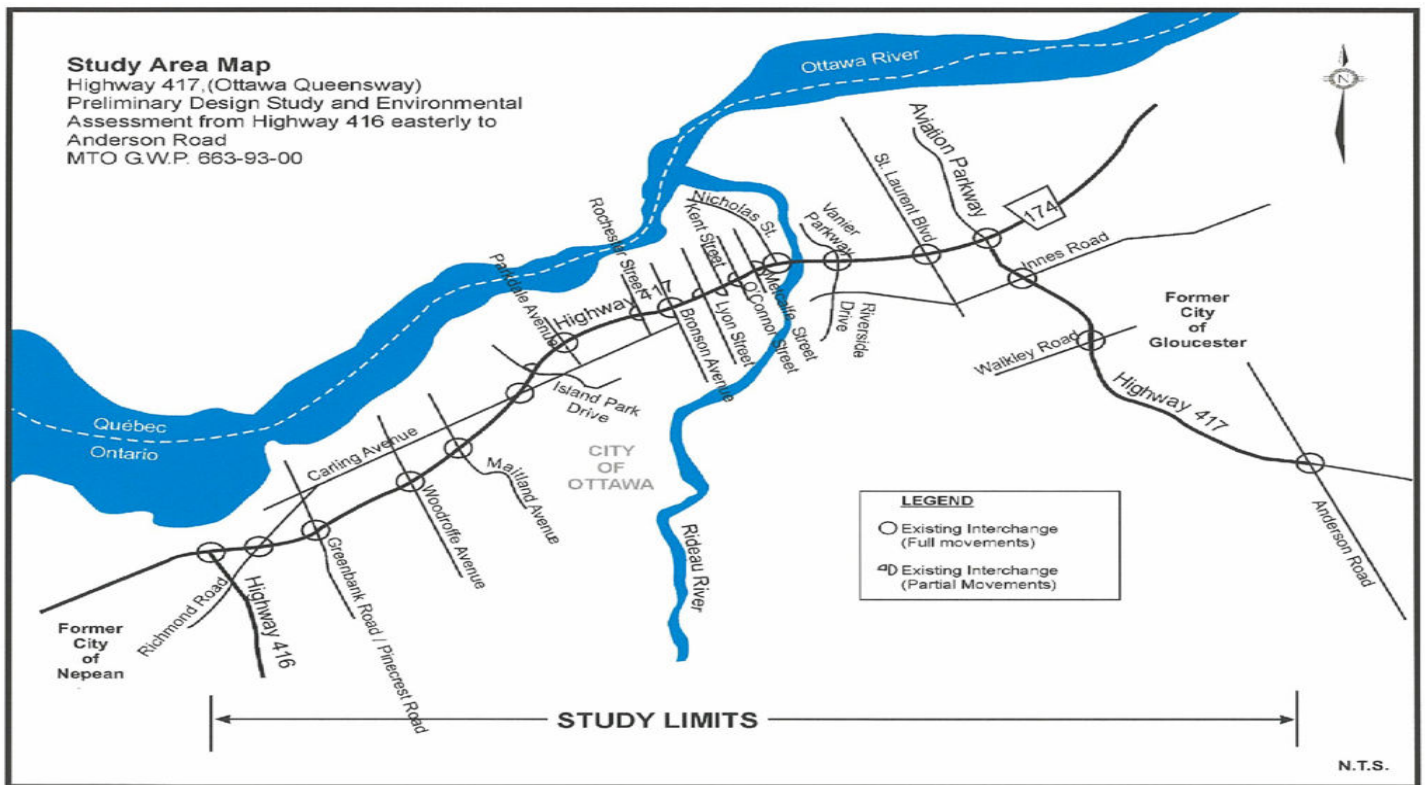 Study Area Map
Highway 417,(Ottawa Queensway)
Preliminary Design Study and Environmental
Assessment from Highway 416 easterly to
Anderson Road
MTO G.W.P. 663-93-00
Ottawa River
N
Aviation Parkway
St. Laurent Blvd
174
Innes Road
Nicholas St.
Vanier
Parkway
Kent Street
Rochester Street
Parkdale Avenue
Highway 417
Metcalfe Street
O'Connor Street
Lyon Street
Bronson Avenue
Riverside
Drive
Former
City
of
Gloucester
Walkley Road
Highway 417
Island Park
Drive
Québec
Ontario
Carling Avenue
CITY
OF
OTTAWA
Maitland Avenue
Woodroffe Avenue
Rideau River
Greenbank Road / Pinecrest Road
Richmond Road
Highway 416
Anderson Road
LEGEND
Existing Interchange
(Full movements)
Existing Interchange
(Partial Movements)
Former
City
of
Nepean
STUDY LIMITS
N.T.S.